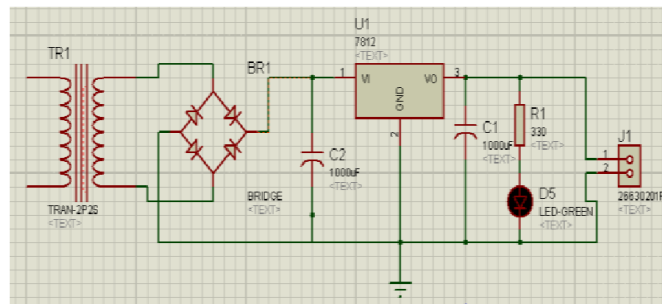 TR1
TRAN-2P2S
<TEXT>
BR1
BRIDGE
<TEXT>
U1
7812
<TEXT>
1
VI
VO
3
GND
2
C2
1000uF
<TEXT>
C1
1000uF
<TEXT>
R1
330
<TEXT>
D5
LED-GREEN
<TEXT>
J1
1
2
<TEXT>